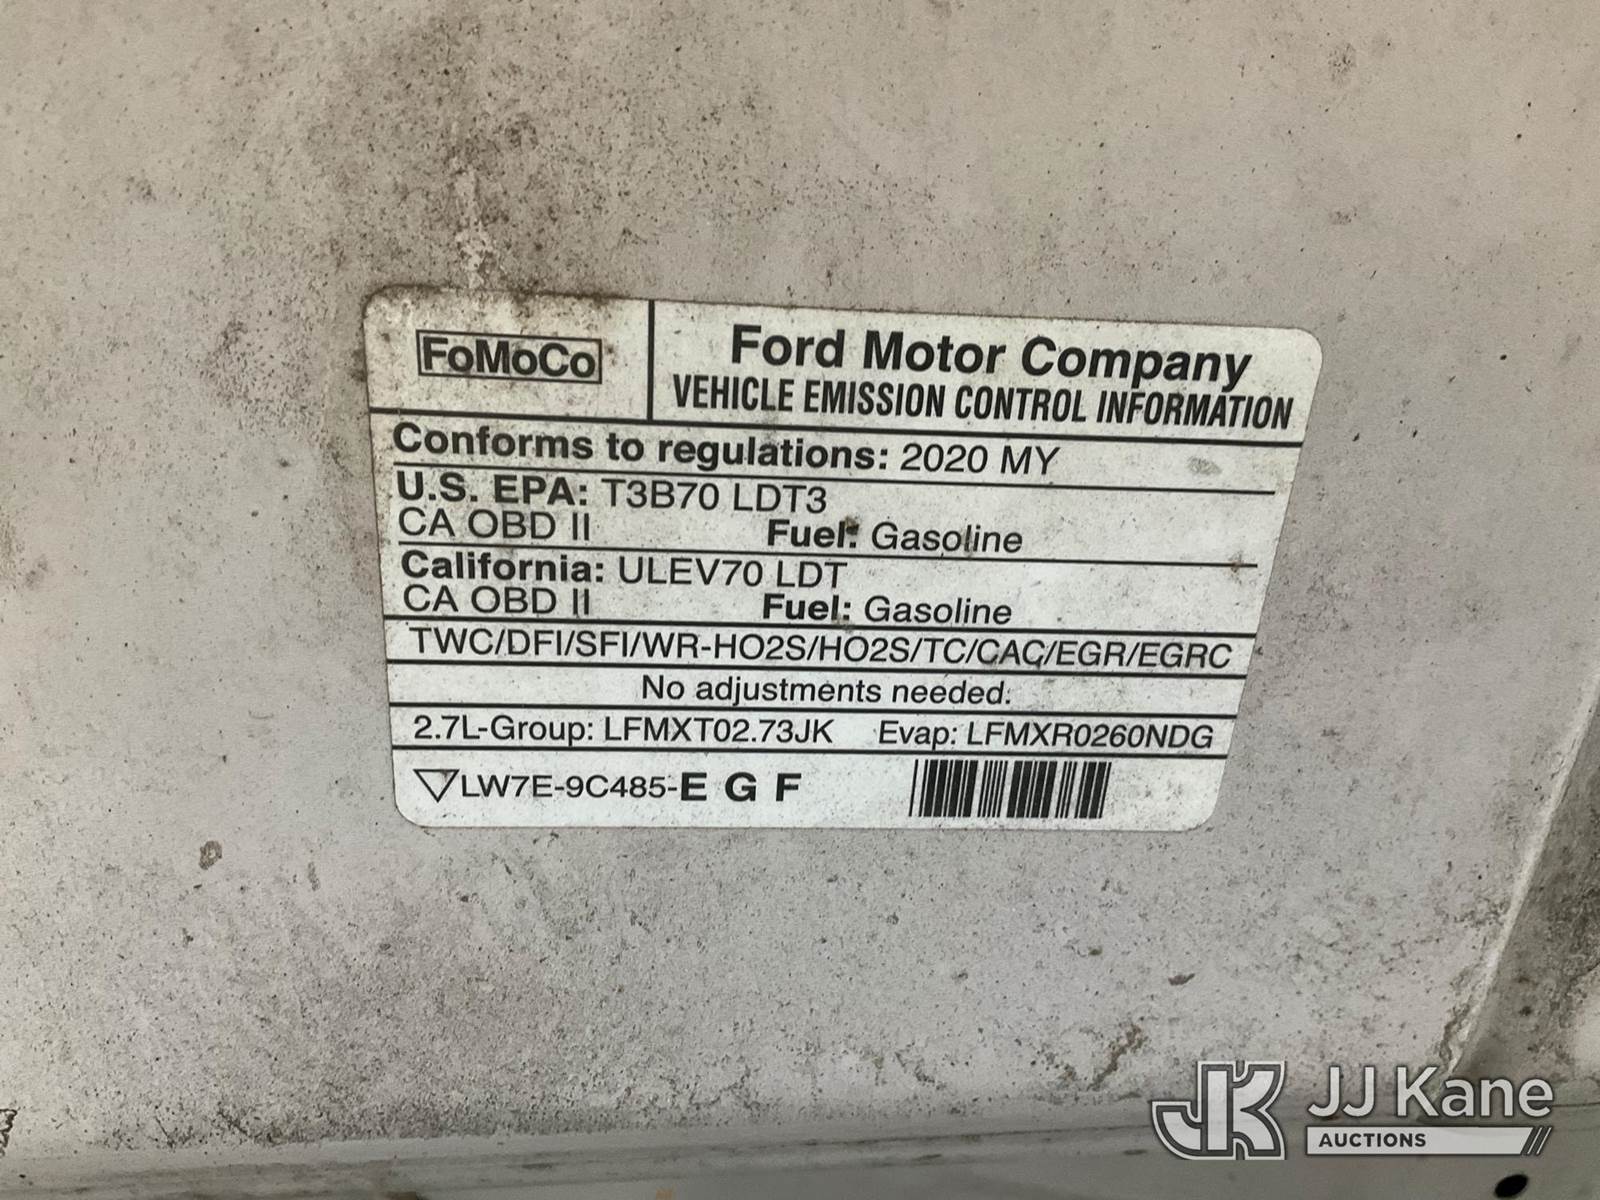 FoMoCo
Ford Motor Company
VEHICLE EMISSION CONTROL INFORMATION
Conforms to regulations: 2020 MY
U.S. EPA: T3B70 LDT3
CA OBD II Fuel: Gasoline
California: ULEV70 LDT
CA OBD II Fuel: Gasoline
TWC/DFI/SFI/WR-HO2S/HO2S/TC/CAC/EGR/EGRC
No adjustments needed.
2.7L-Group: LFMXT02.73JK Evap: LFMXR0260NDG
LW7E-9C485-E G F
JK JJ Kane
AUCTIONS